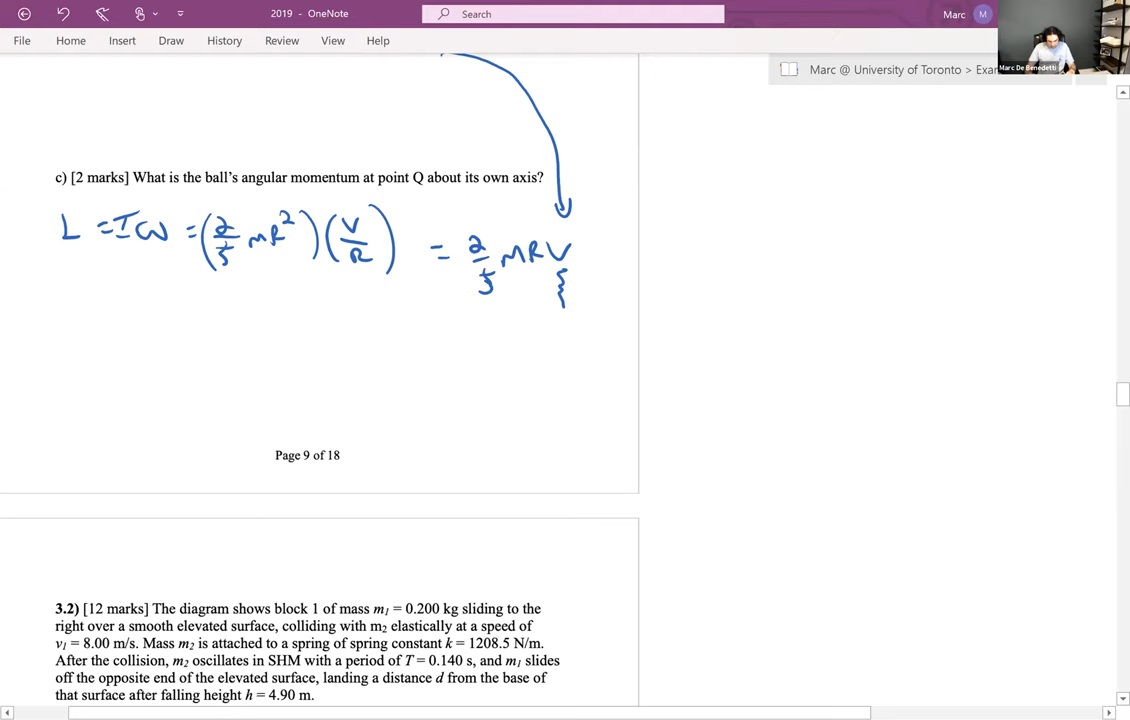 2019 - OneNote
Search
Marc
M
File Home Insert Draw History Review View Help
Marc De Benedetti
Marc @ University of Toronto > Exa
c) [2 marks] What is the ball's angular momentum at point Q about its own axis?
L = Iω = (2/5 mR²)(V/R) = 2/5 MRV
Page 9 of 18
3.2) [12 marks] The diagram shows block 1 of mass m₁ = 0.200 kg sliding to the
right over a smooth elevated surface, colliding with m₂ elastically at a speed of
v₁ = 8.00 m/s. Mass m₂ is attached to a spring of spring constant k = 1208.5 N/m.
After the collision, m₂ oscillates in SHM with a period of T = 0.140 s, and m₁ slides
off the opposite end of the elevated surface, landing a distance d from the base of
that surface after falling height h = 4.90 m.